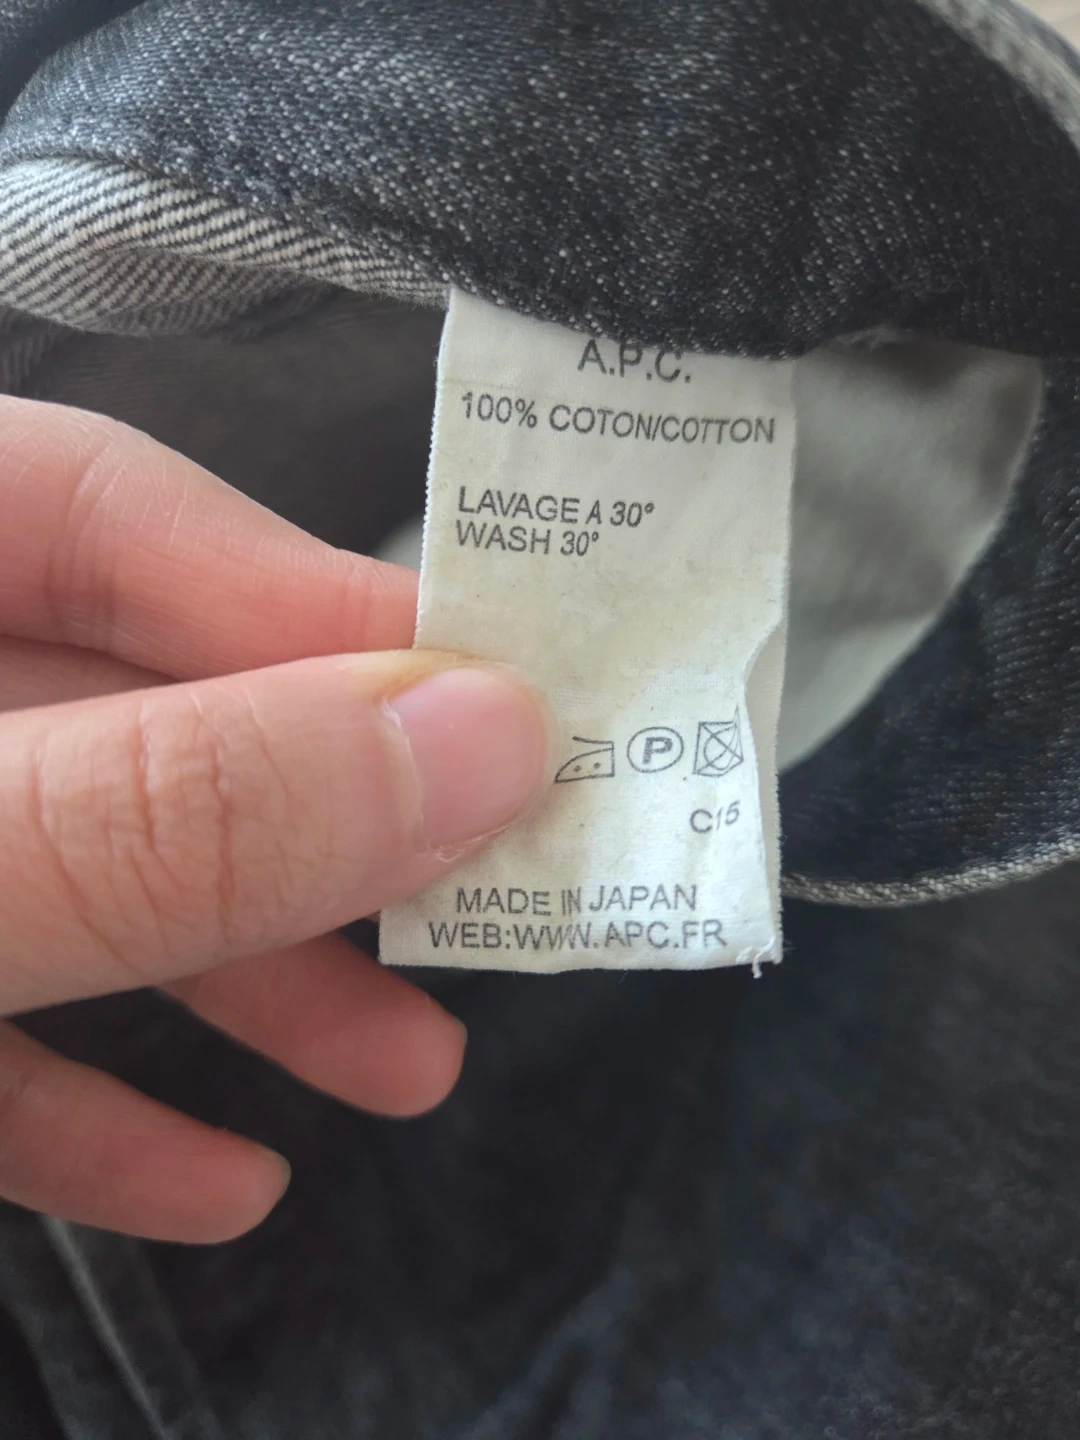 A.P.C.
100% COTON/COTTON
LAVAGE A 30°
WASH 30°
P
C15
MADE IN JAPAN
WEB:WWW.APC.FR